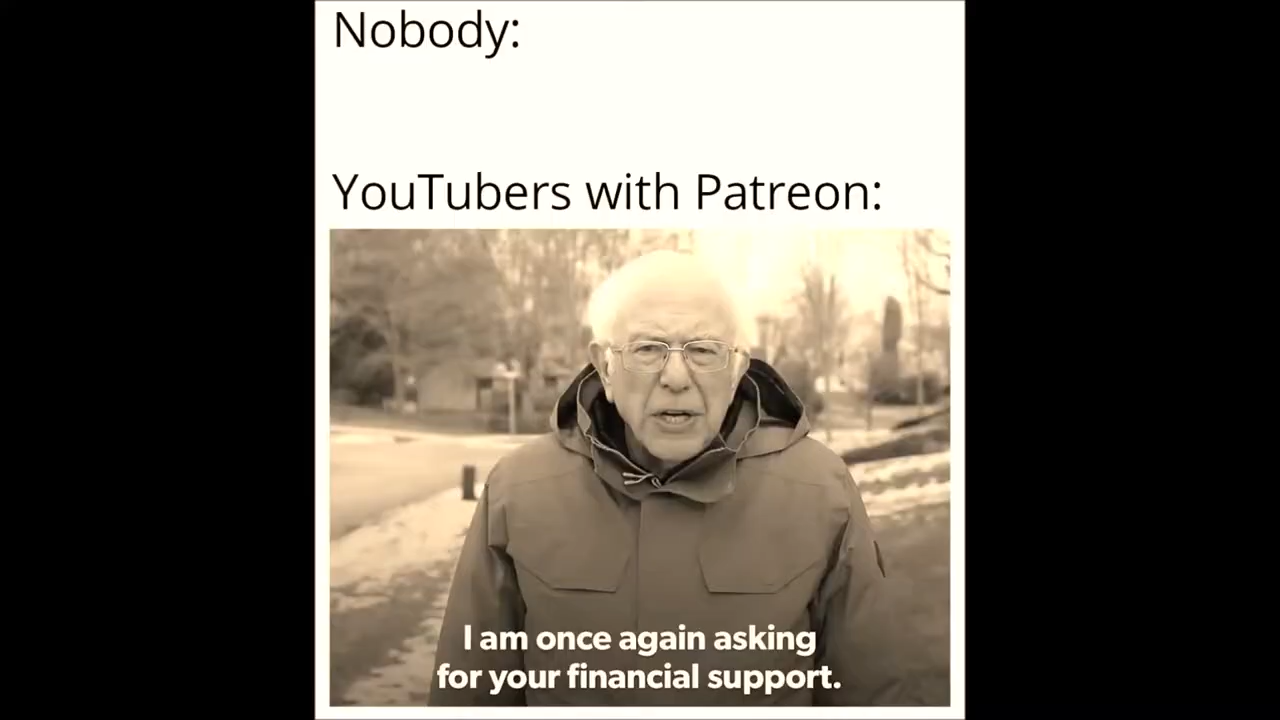 Nobody:
YouTubers with Patreon:
I am once again asking
for your financial support.